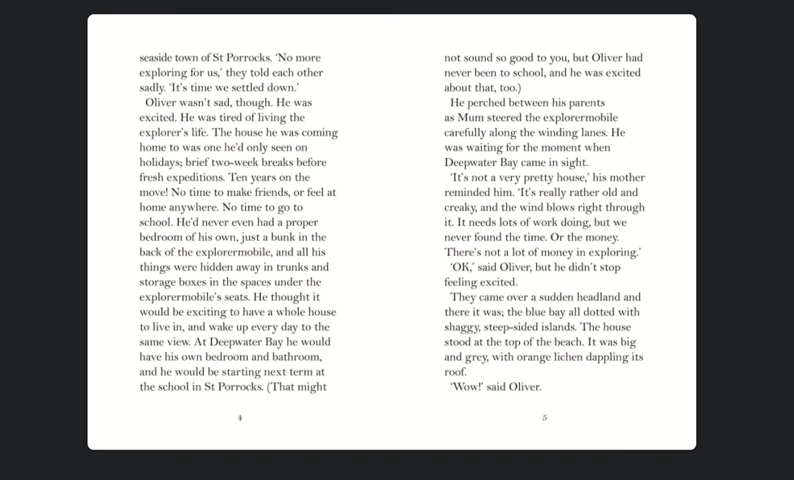 seaside town of St Porrocks. ‘No more
exploring for us,’ they told each other
sadly. ‘It’s time we settled down.’
Oliver wasn’t sad, though. He was
excited. He was tired of living the
explorer’s life. The house he was coming
home to was one he’d only seen on
holidays; brief two-week breaks before
fresh expeditions. Ten years on the
move! No time to make friends, or feel at
home anywhere. No time to go to
school. He’d never even had a proper
bedroom of his own, just a bunk in the
back of the explorermobile, and all his
things were hidden away in trunks and
storage boxes in the spaces under the
explorermobile’s seats. He thought it
would be exciting to have a whole house
to live in, and wake up every day to the
same view. At Deepwater Bay he would
have his own bedroom and bathroom,
and he would be starting next term at
the school in St Porrocks. (That might
4
not sound so good to you, but Oliver had
never been to school, and he was excited
about that, too.)
He perched between his parents
as Mum steered the explorermobile
carefully along the winding lanes. He
was waiting for the moment when
Deepwater Bay came in sight.
‘It’s not a very pretty house,’ his mother
reminded him. ‘It’s really rather old and
creaky, and the wind blows right through
it. It needs lots of work doing, but we
never found the time. Or the money.
There’s not a lot of money in exploring.’
‘OK,’ said Oliver, but he didn’t stop
feeling excited.
They came over a sudden headland and
there it was; the blue bay all dotted with
shaggy, steep-sided islands. The house
stood at the top of the beach. It was big
and grey, with orange lichen dappling its
roof.
‘Wow!’ said Oliver.
5